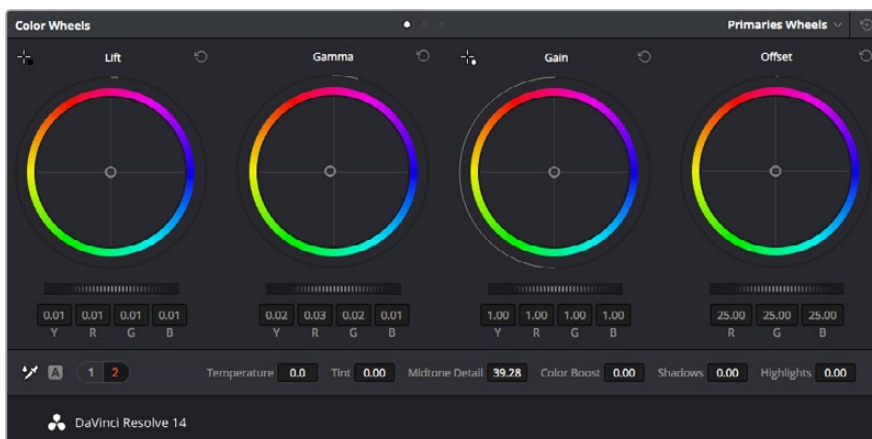 Color Wheels Primaries Wheels
Lift Gamma Gain Offset
0.01 0.01 0.01 0.01 0.02 0.03 0.02 0.01 1.00 1.00 1.00 1.00 25.00 25.00 25.00
Y R G B Y R G B Y R G B R G B
A 1 2 Temperature 0.0 Tint 0.00 Midtone Detail 39.28 Color Boost 0.00 Shadows 0.00 Highlights 0.00
DaVinci Resolve 14